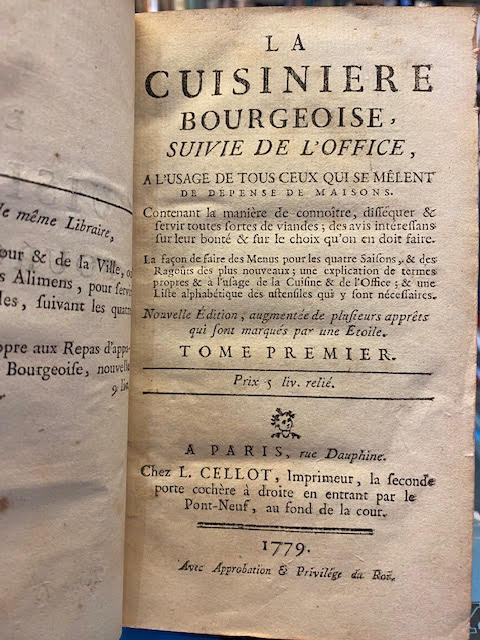 le même Libraire,
our & de la Ville, ou
s Alimens, pour servir
les, suivant les quatre
opre aux Repas d'appa-
Bourgeoise, nouvelle
9 liv.
LA
CUISINIERE
BOURGEOISE,
SUIVIE DE L'OFFICE,
A L'USAGE DE TOUS CEUX QUI SE MÊLENT
DE DÉPENSE DE MAISONS.
Contenant la manière de connoître, disséquer &
servir toutes sortes de viandes; des avis intéressans
sur leur bonté & sur le choix qu'on en doit faire.
La façon de faire des Menus pour les quatre Saisons, & des
Ragoûts des plus nouveaux; une explication de termes
propres & à l'usage de la Cuisine & de l'Office; & une
Liste alphabétique des ustensiles qui y sont nécessaires.
Nouvelle Édition, augmentée de plusieurs apprêts
qui sont marqués par une Etoile.
TOME PREMIER.
Prix 5 liv. relié.
A PARIS, rue Dauphine.
Chez L. CELLOT, Imprimeur, la seconde
porte cochère à droite en entrant par le
Pont-Neuf, au fond de la cour.
1779.
Avec Approbation & Privilége du Roi.